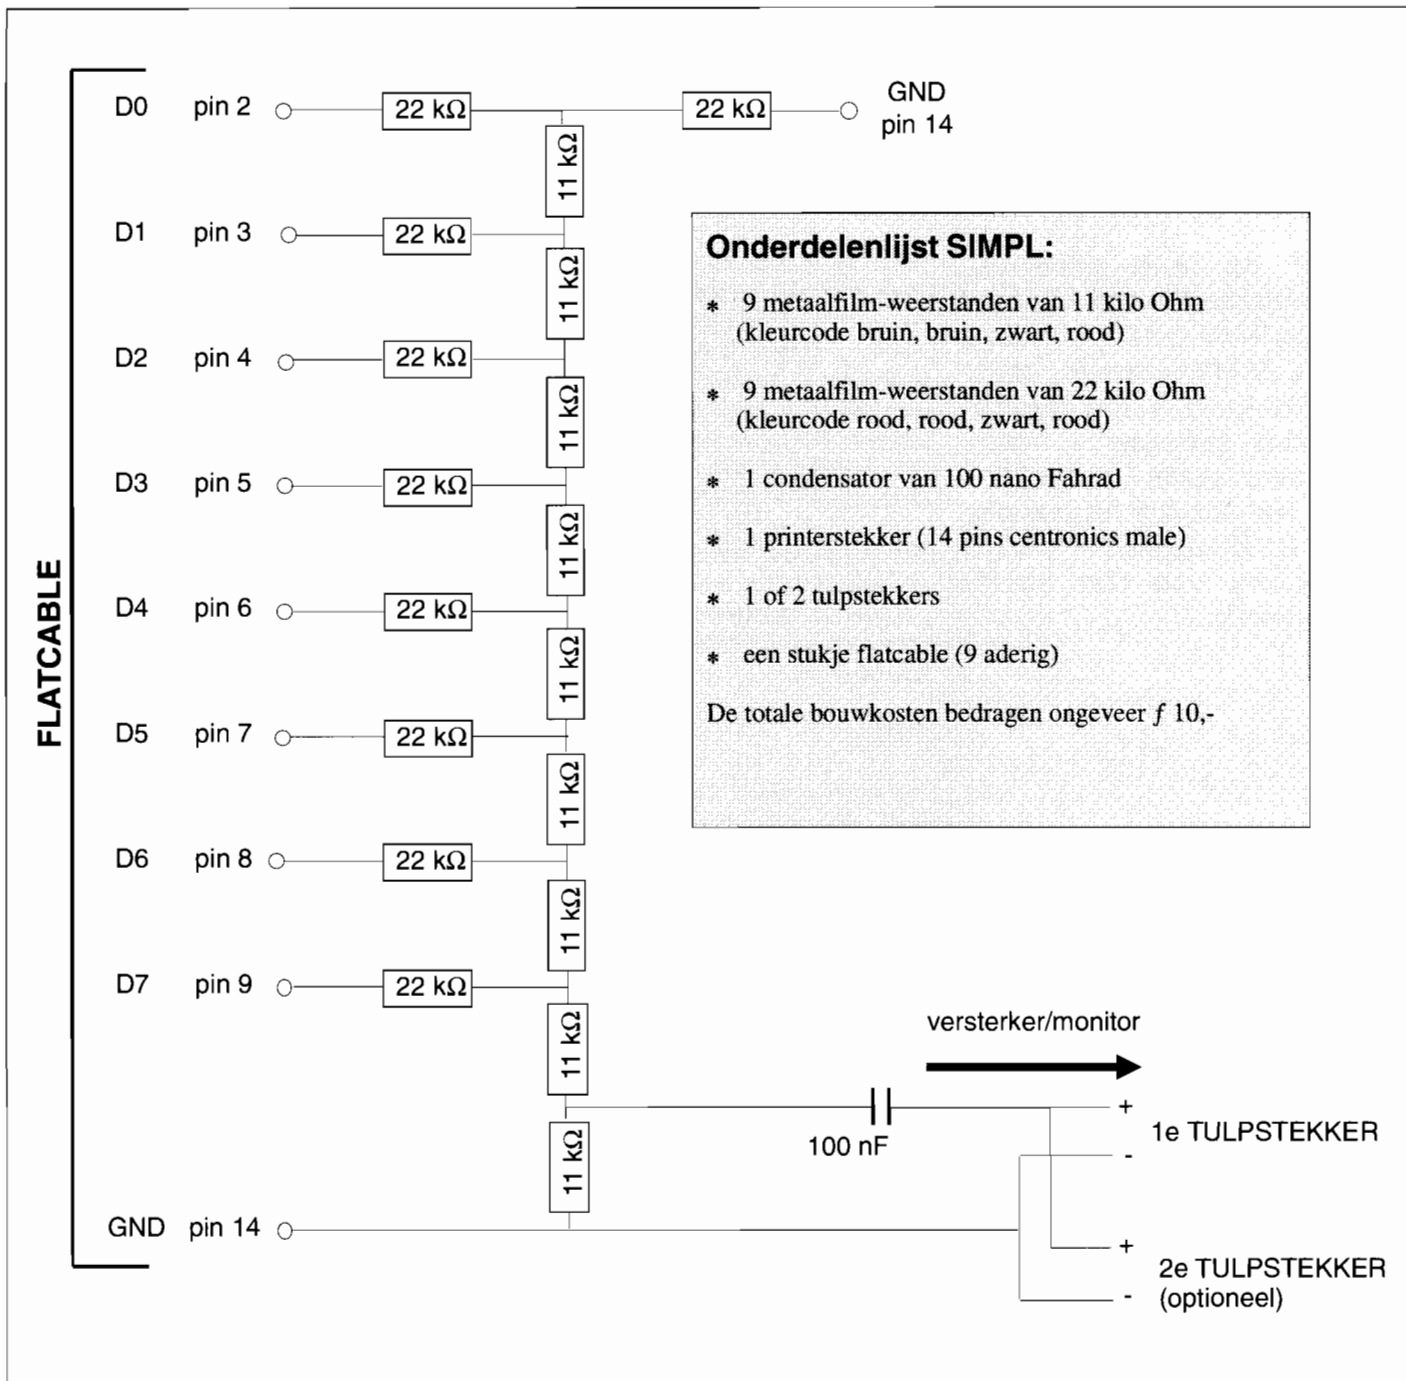 D0 pin 2 22 kΩ 22 kΩ GND
pin 14
11 kΩ
D1 pin 3 22 kΩ
11 kΩ
D2 pin 4 22 kΩ
11 kΩ
D3 pin 5 22 kΩ
11 kΩ
D4 pin 6 22 kΩ
11 kΩ
D5 pin 7 22 kΩ
11 kΩ
D6 pin 8 22 kΩ
11 kΩ
D7 pin 9 22 kΩ
11 kΩ
11 kΩ
GND pin 14
FLATCABLE
Onderdelenlijst SIMPL:
* 9 metaalfilm-weerstanden van 11 kilo Ohm
(kleurcode bruin, bruin, zwart, rood)
* 9 metaalfilm-weerstanden van 22 kilo Ohm
(kleurcode rood, rood, zwart, rood)
* 1 condensator van 100 nano Fahrad
* 1 printerstekker (14 pins centronics male)
* 1 of 2 tulpstekkers
* een stukje flatcable (9 aderig)
De totale bouwkosten bedragen ongeveer ƒ 10,-
versterker/monitor
100 nF
+
1e TULPSTEKKER
-
+
2e TULPSTEKKER
- (optioneel)